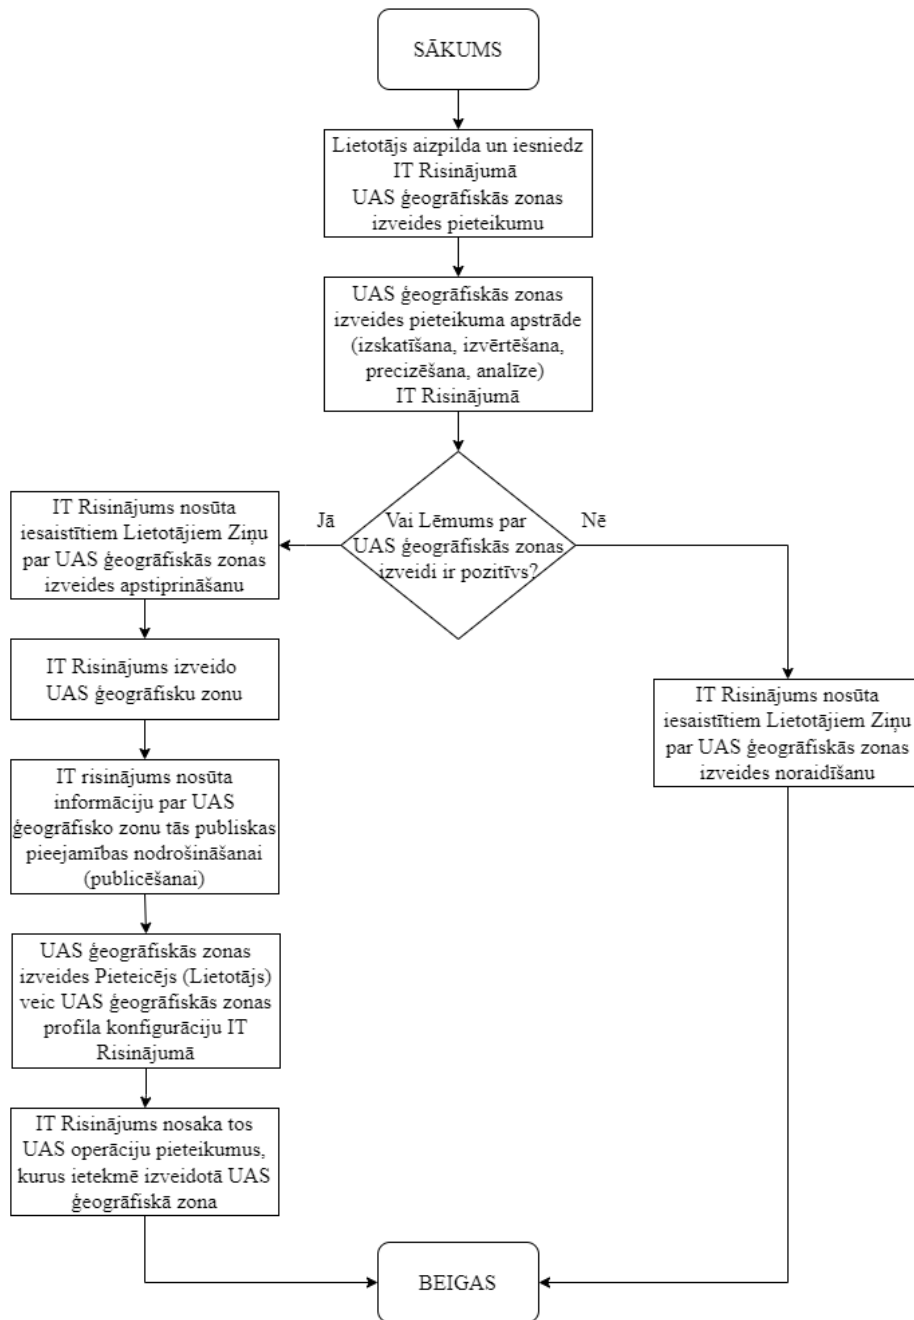 SĀKUMS
Lietotājs aizpilda un iesniedz
IT Risinājumā
UAS ģeogrāfiskās zonas
izveides pieteikumu
UAS ģeogrāfiskās zonas
izveides pieteikuma apstrāde
(izskatīšana, izvērtēšana,
precizēšana, analīze)
IT Risinājumā
Vai Lēmums par
UAS ģeogrāfiskās zonas
izveidi ir pozitīvs?
Jā
Nē
IT Risinājums nosūta
iesaistītiem Lietotājiem Ziņu
par UAS ģeogrāfiskās zonas
izveides apstiprināšanu
IT Risinājums izveido
UAS ģeogrāfisku zonu
IT risinājums nosūta
informāciju par UAS
ģeogrāfisko zonu tās publiskas
pieejamības nodrošināšanai
(publicēšanai)
UAS ģeogrāfiskās zonas
izveides Pieteicējs (Lietotājs)
veic UAS ģeogrāfiskās zonas
profila konfigurāciju IT
Risinājumā
IT Risinājums nosaka tos
UAS operāciju pieteikumus,
kurus ietekmē izveidotā UAS
ģeogrāfiskā zona
IT Risinājums nosūta
iesaistītiem Lietotājiem Ziņu
par UAS ģeogrāfiskās zonas
izveides noraidīšanu
BEIGAS